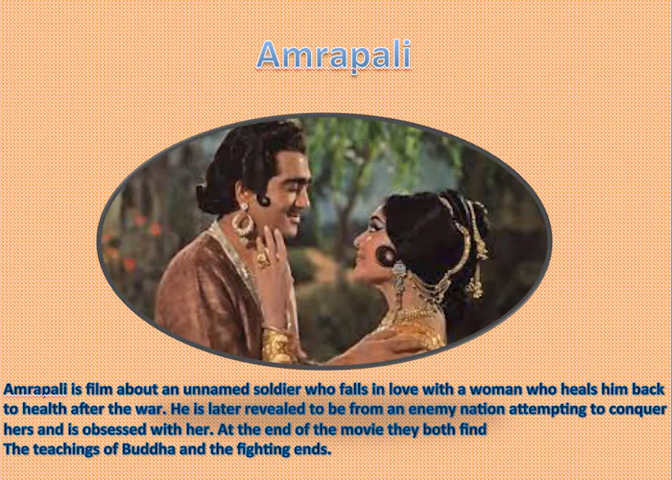 Amrapali
Amrapali is film about an unnamed soldier who falls in love with a woman who heals him back
to health after the war. He is later revealed to be from an enemy nation attempting to conquer
hers and is obsessed with her. At the end of the movie they both find
The teachings of Buddha and the fighting ends.